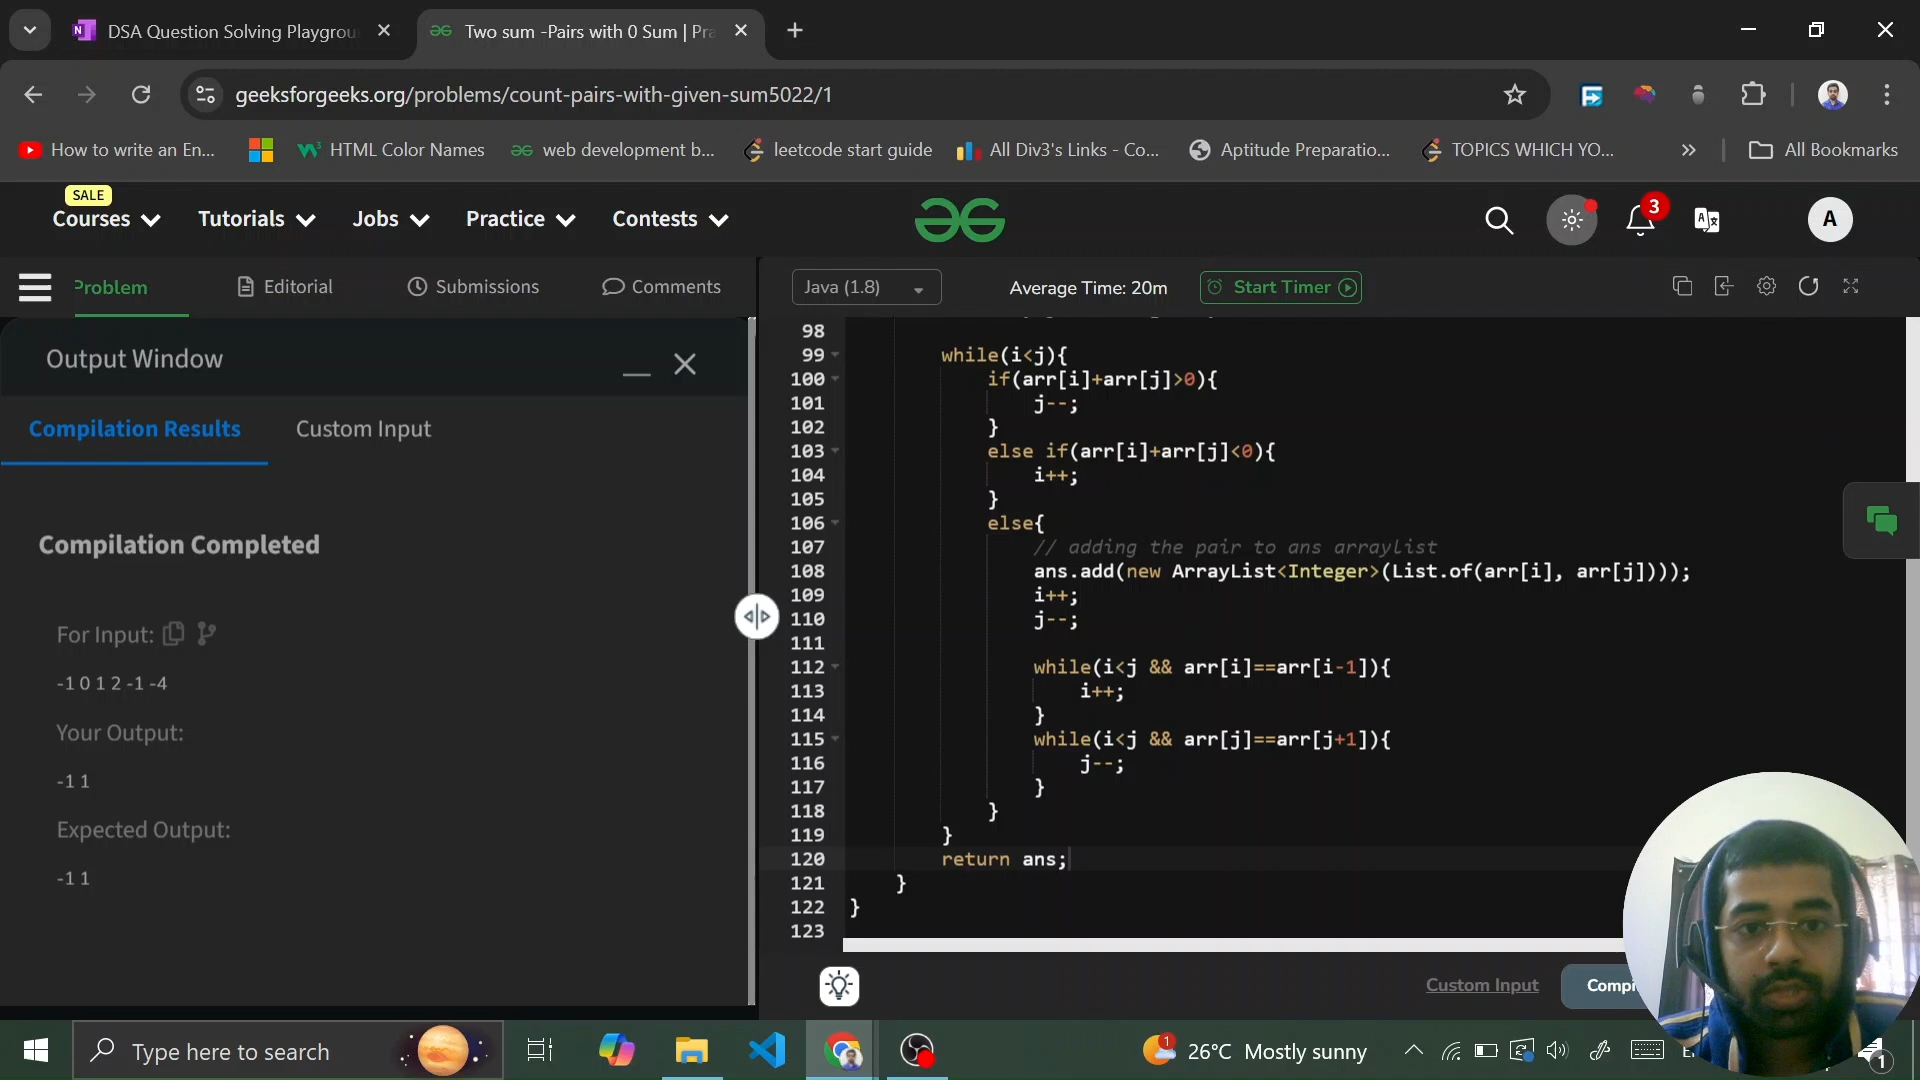 DSA Question Solving Playgrou
Two sum -Pairs with 0 Sum | Pra
geeksforgeeks.org/problems/count-pairs-with-given-sum5022/1
How to write an En...
HTML Color Names
web development b...
leetcode start guide
All Div3's Links - Co...
Aptitude Preparatio...
TOPICS WHICH YO...
»
All Bookmarks
SALE
Courses
Tutorials
Jobs
Practice
Contests
3
A
Problem
Editorial
Submissions
Comments
Java (1.8)
Average Time: 20m
Start Timer
Output Window
Compilation Results
Custom Input
Compilation Completed
For Input:
-1 0 1 2 -1 -4
Your Output:
-1 1
Expected Output:
-1 1
98
99 while(i<j){
100 if(arr[i]+arr[j]>0){
101 j--;
102 }
103 else if(arr[i]+arr[j]<0){
104 i++;
105 }
106 else{
107 // adding the pair to ans arraylist
108 ans.add(new ArrayList<Integer>(List.of(arr[i], arr[j])));
109 i++;
110 j--;
111
112 while(i<j && arr[i]==arr[i-1]){
113 i++;
114 }
115 while(i<j && arr[j]==arr[j+1]){
116 j--;
117 }
118 }
119 }
120 return ans;
121 }
122 }
123
Custom Input
Compi
Type here to search
1
26°C Mostly sunny
1